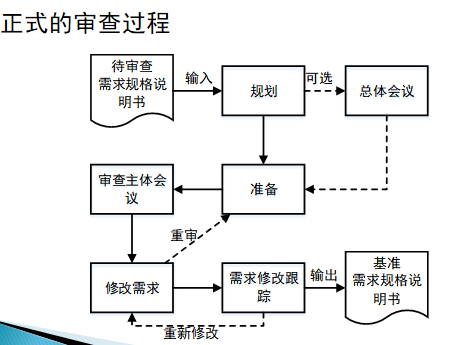 正式的审查过程
待审查
需求规格说
明书
输入
规划
可选
总体会议
审查主体会
议
准备
重审
修改需求
需求修改跟
踪
输出
基准
需求规格说
明书
重新修改